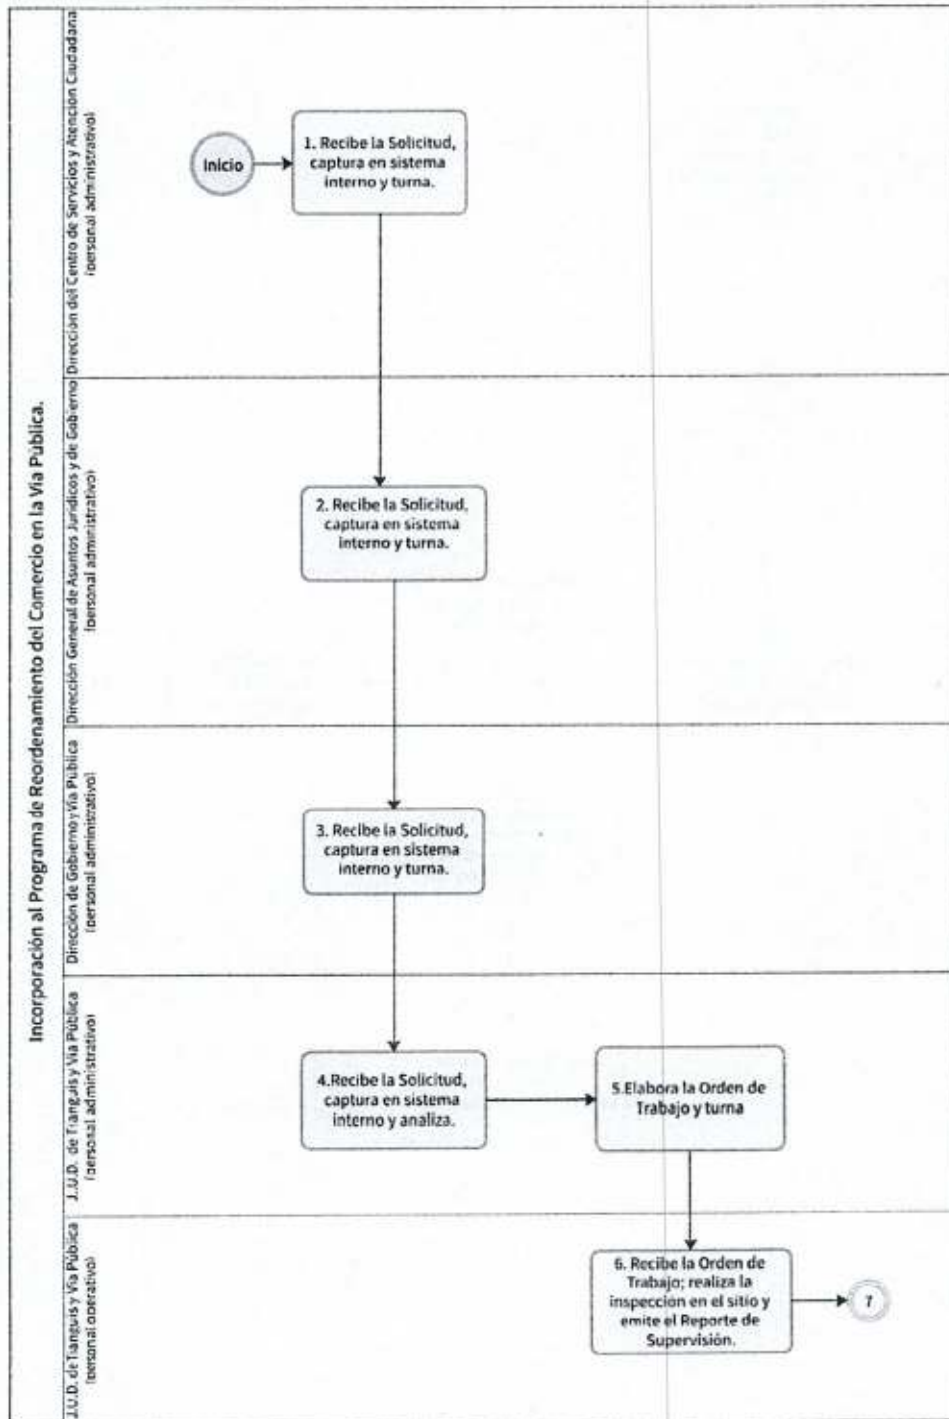 Incorporación al Programa de Reordenamiento del Comercio en la Via Pública.
Dirección del Centro de Servicios y Atención Ciudadana
(personal administrativo)
Inicio
1. Recibe la Solicitud,
captura en sistema
interno y turna.
Dirección General de Asuntos Jurídicos y de Gobierno
(personal administrativo)
2. Recibe la Solicitud,
captura en sistema
interno y turna.
Dirección de Gobierno y Vía Pública
(personal administrativo)
3. Recibe la Solicitud,
captura en sistema
interno y turna.
J.U.D. de Tianguis y Vía Pública
(personal administrativo)
4.Recibe la Solicitud,
captura en sistema
interno y analiza.
5.Elabora la Orden de
Trabajo y turna
J.U.D. de Tianguis y Vía Pública
(personal operativo)
6. Recibe la Orden de
Trabajo; realiza la
inspección en el sitio y
emite el Reporte de
Supervisión.
7